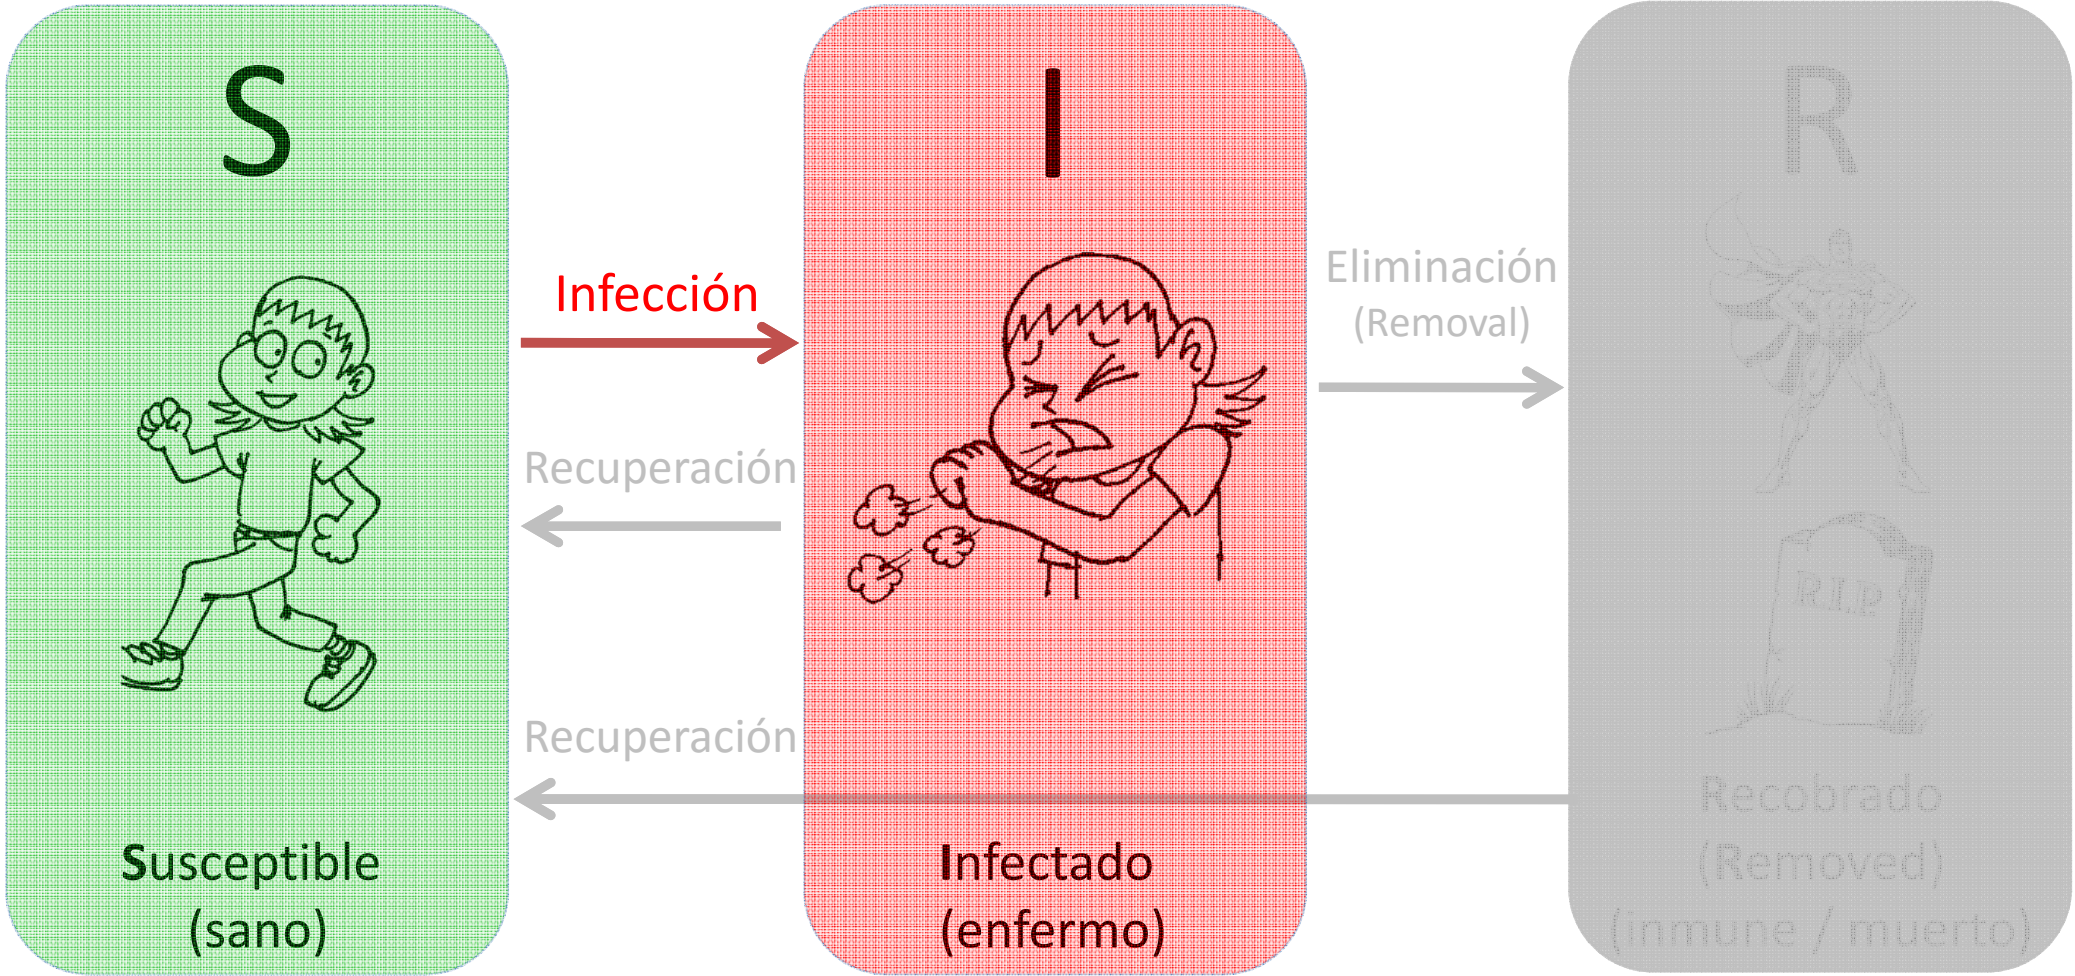 S
Susceptible
(sano)
Infección
Recuperación
Recuperación
I
Infectado
(enfermo)
Eliminación
(Removal)
R
R.I.P
Recobrado
(Removed)
(inmune / muerto)